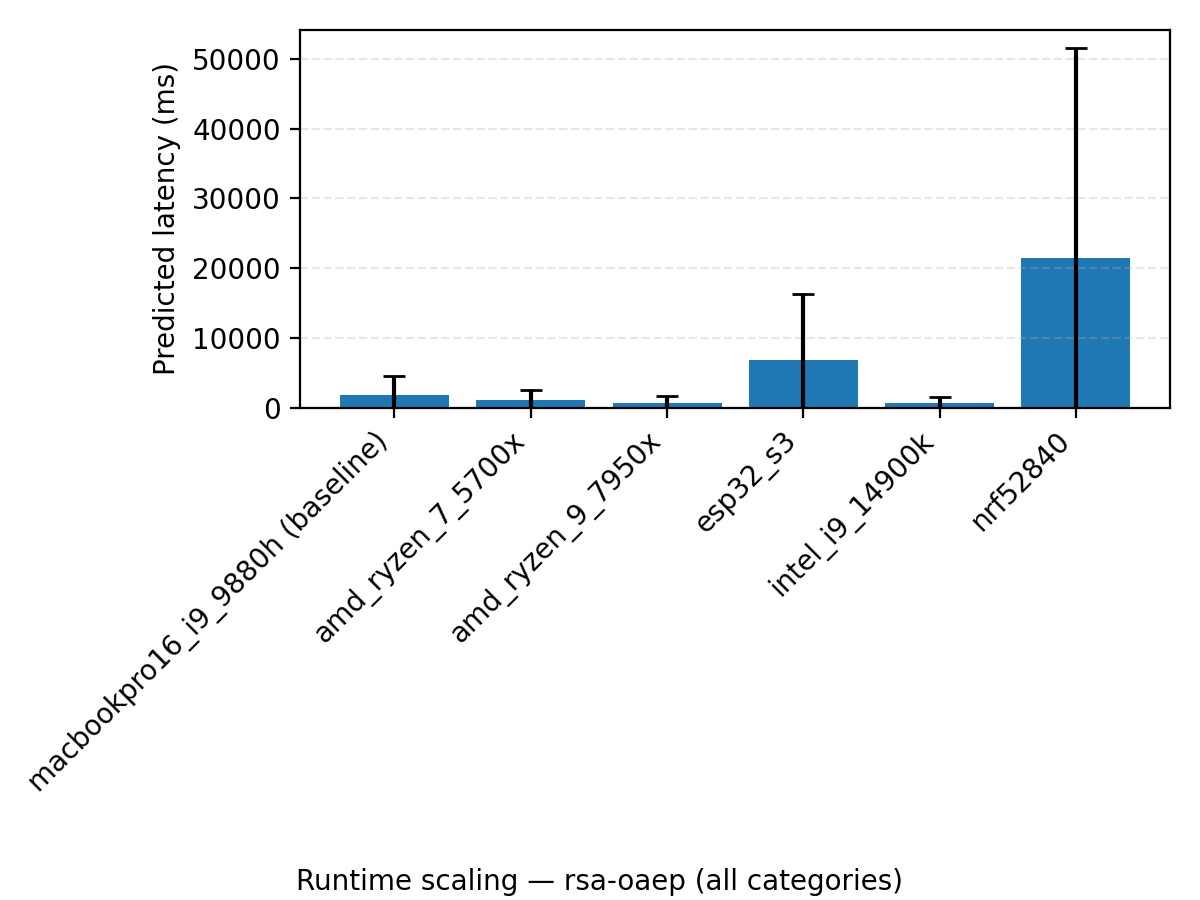 Predicted latency (ms)
50000
40000
30000
20000
10000
0
macbookpro16_i9_9880h (baseline)
amd_ryzen_7_5700x
amd_ryzen_9_7950x
esp32_s3
intel_i9_14900k
nrf52840
Runtime scaling — rsa-oaep (all categories)